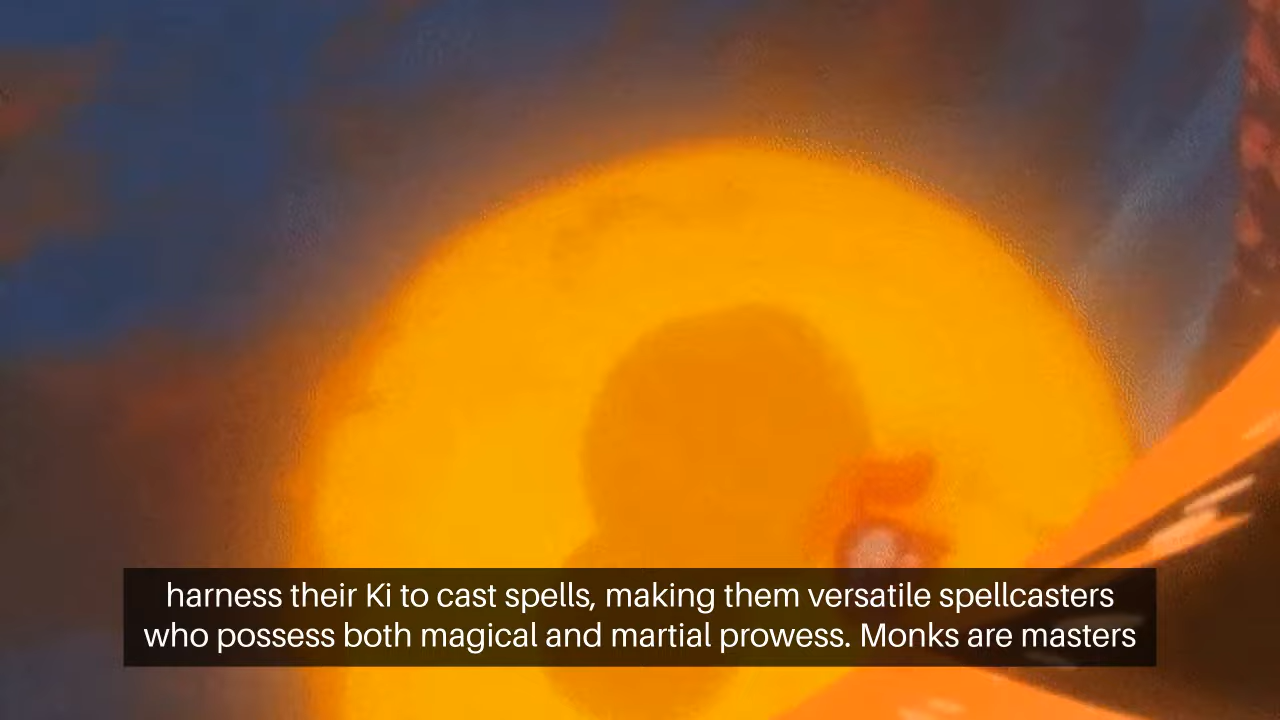 harness their Ki to cast spells, making them versatile spellcasters
who possess both magical and martial prowess. Monks are masters